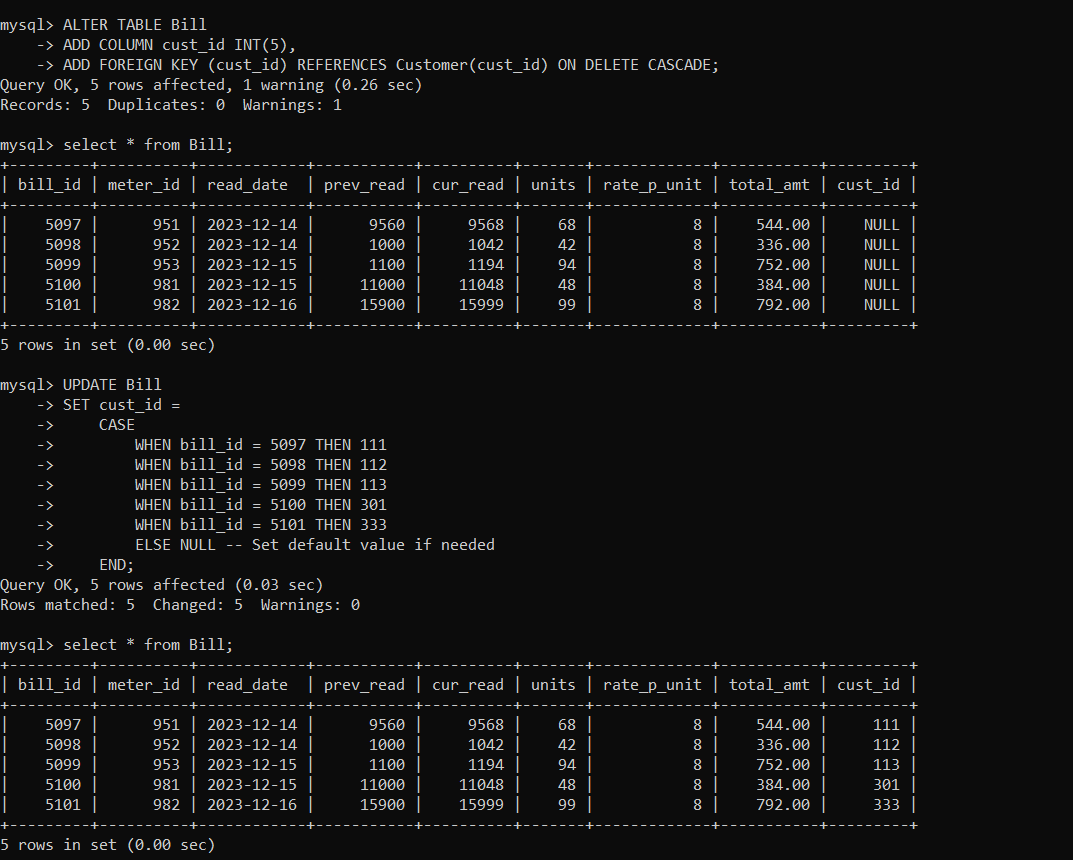 mysql> ALTER TABLE Bill
    -> ADD COLUMN cust_id INT(5),
    -> ADD FOREIGN KEY (cust_id) REFERENCES Customer(cust_id) ON DELETE CASCADE;
Query OK, 5 rows affected, 1 warning (0.26 sec)
Records: 5  Duplicates: 0  Warnings: 1

mysql> select * from Bill;
+---------+----------+------------+-----------+----------+-------+-------------+-----------+---------+
| bill_id | meter_id | read_date  | prev_read | cur_read | units | rate_p_unit | total_amt | cust_id |
+---------+----------+------------+-----------+----------+-------+-------------+-----------+---------+
|    5097 |      951 | 2023-12-14 |      9560 |     9568 |    68 |           8 |    544.00 |    NULL |
|    5098 |      952 | 2023-12-14 |      1000 |     1042 |    42 |           8 |    336.00 |    NULL |
|    5099 |      953 | 2023-12-15 |      1100 |     1194 |    94 |           8 |    752.00 |    NULL |
|    5100 |      981 | 2023-12-15 |     11000 |    11048 |    48 |           8 |    384.00 |    NULL |
|    5101 |      982 | 2023-12-16 |     15900 |    15999 |    99 |           8 |    792.00 |    NULL |
+---------+----------+------------+-----------+----------+-------+-------------+-----------+---------+
5 rows in set (0.00 sec)

mysql> UPDATE Bill
    -> SET cust_id =
    ->     CASE
    ->         WHEN bill_id = 5097 THEN 111
    ->         WHEN bill_id = 5098 THEN 112
    ->         WHEN bill_id = 5099 THEN 113
    ->         WHEN bill_id = 5100 THEN 301
    ->         WHEN bill_id = 5101 THEN 333
    ->         ELSE NULL -- Set default value if needed
    ->     END;
Query OK, 5 rows affected (0.03 sec)
Rows matched: 5  Changed: 5  Warnings: 0

mysql> select * from Bill;
+---------+----------+------------+-----------+----------+-------+-------------+-----------+---------+
| bill_id | meter_id | read_date  | prev_read | cur_read | units | rate_p_unit | total_amt | cust_id |
+---------+----------+------------+-----------+----------+-------+-------------+-----------+---------+
|    5097 |      951 | 2023-12-14 |      9560 |     9568 |    68 |           8 |    544.00 |     111 |
|    5098 |      952 | 2023-12-14 |      1000 |     1042 |    42 |           8 |    336.00 |     112 |
|    5099 |      953 | 2023-12-15 |      1100 |     1194 |    94 |           8 |    752.00 |     113 |
|    5100 |      981 | 2023-12-15 |     11000 |    11048 |    48 |           8 |    384.00 |     301 |
|    5101 |      982 | 2023-12-16 |     15900 |    15999 |    99 |           8 |    792.00 |     333 |
+---------+----------+------------+-----------+----------+-------+-------------+-----------+---------+
5 rows in set (0.00 sec)